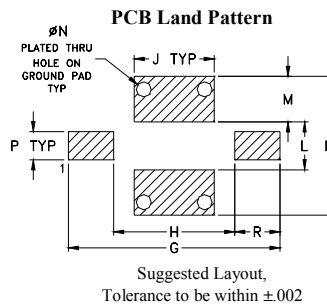 PCB Land Pattern
øN
PLATED THRU
HOLE ON
GROUND PAD
TYP
J TYP
M
P TYP
L
1
H
R
G
Suggested Layout,
Tolerance to be within ±.002